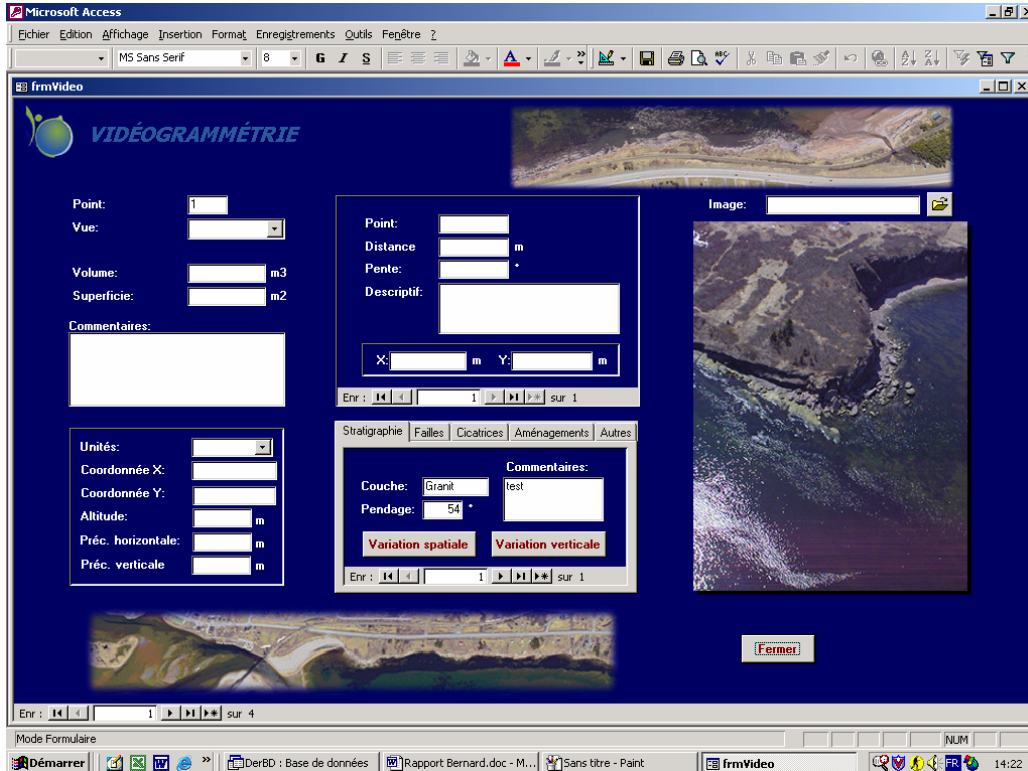 Microsoft Access
Fichier Edition Affichage Insertion Format Enregistrements Outils Fenêtre ?
MS Sans Serif 8 G I S
frmVideo
VIDÉOGRAMMÉTRIE
Point: 1
Vue:
Volume: m3
Superficie: m2
Commentaires:
Unités:
Coordonnée X:
Coordonnée Y:
Altitude: m
Préc. horizontale: m
Préc. verticale m
Point:
Distance m
Pente: °
Descriptif:
X: m Y: m
Enr : 1 sur 1
Stratigraphie Failles Cicatrices Aménagements Autres
Commentaires:
Couche: Granit test
Pendage: 54 °
Variation spatiale Variation verticale
Enr : 1 sur 1
Image:
Fermer
Enr : 1 sur 4
Mode Formulaire NUM
Démarrer DerBD : Base de données Rapport Bernard.doc - M... Sans titre - Paint frmVideo FR 14:22